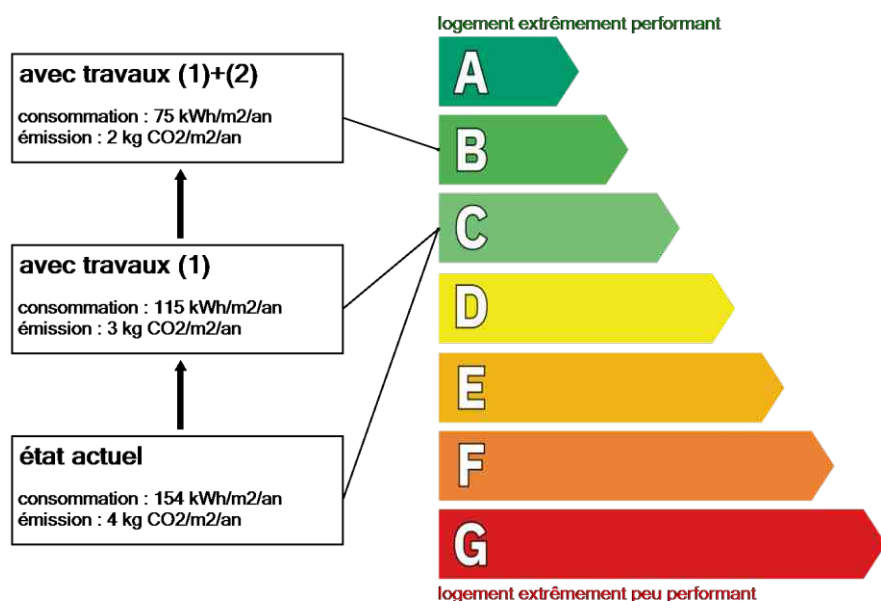 logement extrêmement performant
avec travaux (1)+(2)
consommation : 75 kWh/m2/an
émission : 2 kg CO2/m2/an
avec travaux (1)
consommation : 115 kWh/m2/an
émission : 3 kg CO2/m2/an
état actuel
consommation : 154 kWh/m2/an
émission : 4 kg CO2/m2/an
A
B
C
D
E
F
G
logement extrêmement peu performant